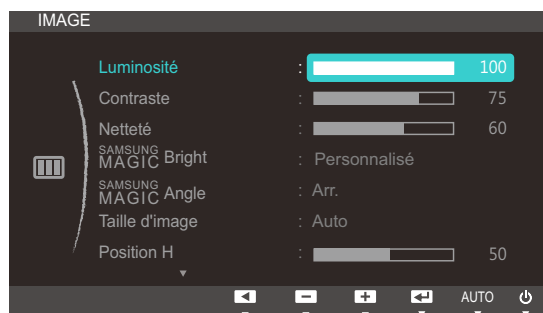 IMAGE
Luminosité : 100
Contraste : 75
Netteté : 60
SAMSUNG MAGIC Bright : Personnalisé
SAMSUNG MAGIC Angle : Arr.
Taille d'image : Auto
Position H : 50
AUTO